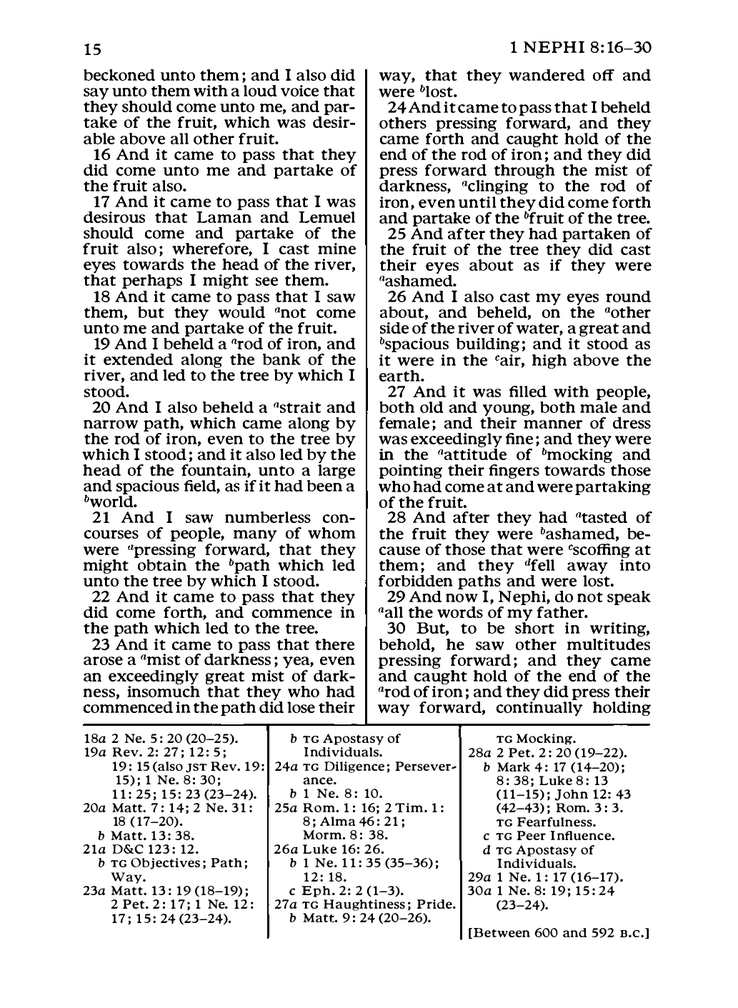 15
1 NEPHI 8:16–30
beckoned unto them; and I also did
say unto them with a loud voice that
they should come unto me, and par-
take of the fruit, which was desir-
able above all other fruit.
16 And it came to pass that they
did come unto me and partake of
the fruit also.
17 And it came to pass that I was
desirous that Laman and Lemuel
should come and partake of the
fruit also; wherefore, I cast mine
eyes towards the head of the river,
that perhaps I might see them.
18 And it came to pass that I saw
them, but they would anot come
unto me and partake of the fruit.
19 And I beheld a arod of iron, and
it extended along the bank of the
river, and led to the tree by which I
stood.
20 And I also beheld a astrait and
narrow path, which came along by
the rod of iron, even to the tree by
which I stood; and it also led by the
head of the fountain, unto a large
and spacious field, as if it had been a
bworld.
21 And I saw numberless con-
courses of people, many of whom
were apressing forward, that they
might obtain the bpath which led
unto the tree by which I stood.
22 And it came to pass that they
did come forth, and commence in
the path which led to the tree.
23 And it came to pass that there
arose a amist of darkness; yea, even
an exceedingly great mist of dark-
ness, insomuch that they who had
commenced in the path did lose their
way, that they wandered off and
were blost.
24 And it came to pass that I beheld
others pressing forward, and they
came forth and caught hold of the
end of the rod of iron; and they did
press forward through the mist of
darkness, aclinging to the rod of
iron, even until they did come forth
and partake of the bfruit of the tree.
25 And after they had partaken of
the fruit of the tree they did cast
their eyes about as if they were
aashamed.
26 And I also cast my eyes round
about, and beheld, on the aother
side of the river of water, a great and
bspacious building; and it stood as
it were in the cair, high above the
earth.
27 And it was filled with people,
both old and young, both male and
female; and their manner of dress
was exceedingly fine; and they were
in the aattitude of bmocking and
pointing their fingers towards those
who had come at and were partaking
of the fruit.
28 And after they had atasted of
the fruit they were bashamed, be-
cause of those that were cscoffing at
them; and they dfell away into
forbidden paths and were lost.
29 And now I, Nephi, do not speak
aall the words of my father.
30 But, to be short in writing,
behold, he saw other multitudes
pressing forward; and they came
and caught hold of the end of the
arod of iron; and they did press their
way forward, continually holding
18a 2 Ne. 5:20 (20–25).
19a Rev. 2:27; 12:5;
19:15 (also JST Rev. 19:
15); 1 Ne. 8:30;
11:25; 15:23 (23–24).
20a Matt. 7:14; 2 Ne. 31:
18 (17–20).
b Matt. 13:38.
21a D&C 123:12.
b TG Objectives; Path;
Way.
23a Matt. 13:19 (18–19);
2 Pet. 2:17; 1 Ne. 12:
17; 15:24 (23–24).
b TG Apostasy of
Individuals.
24a TG Diligence; Persever-
ance.
b 1 Ne. 8:10.
25a Rom. 1:16; 2 Tim. 1:
8; Alma 46:21;
Morm. 8:38.
26a Luke 16:26.
b 1 Ne. 11:35 (35–36);
12:18.
c Eph. 2:2 (1–3).
27a TG Haughtiness; Pride.
b Matt. 9:24 (20–26).
TG Mocking.
28a 2 Pet. 2:20 (19–22).
b Mark 4:17 (14–20);
8:38; Luke 8:13
(11–15); John 12:43
(42–43); Rom. 3:3.
TG Fearfulness.
c TG Peer Influence.
d TG Apostasy of
Individuals.
29a 1 Ne. 1:17 (16–17).
30a 1 Ne. 8:19; 15:24
(23–24).
[Between 600 and 592 B.C.]